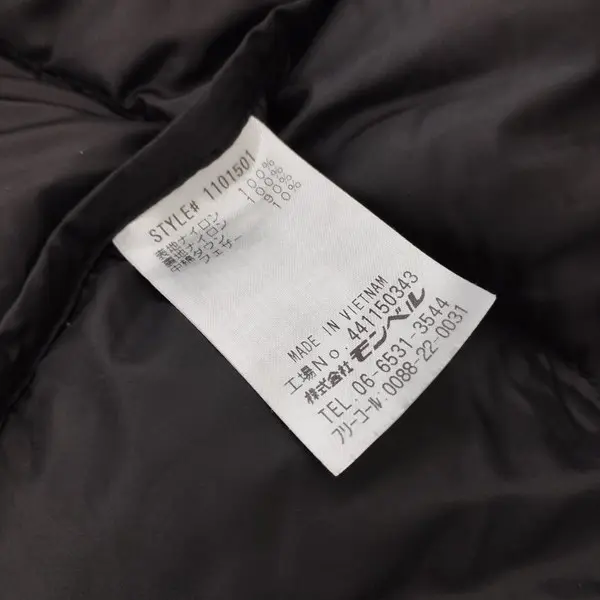 STYLE# 1101501
表地ナイロン 100%
裏地ナイロン 100%
中綿ダウン 90%
フェザー 10%
MADE IN VIETNAM
工場No. 441150343
株式会社モンベル
TEL. 06-6531-3544
フリーコール: 0088-22-0031